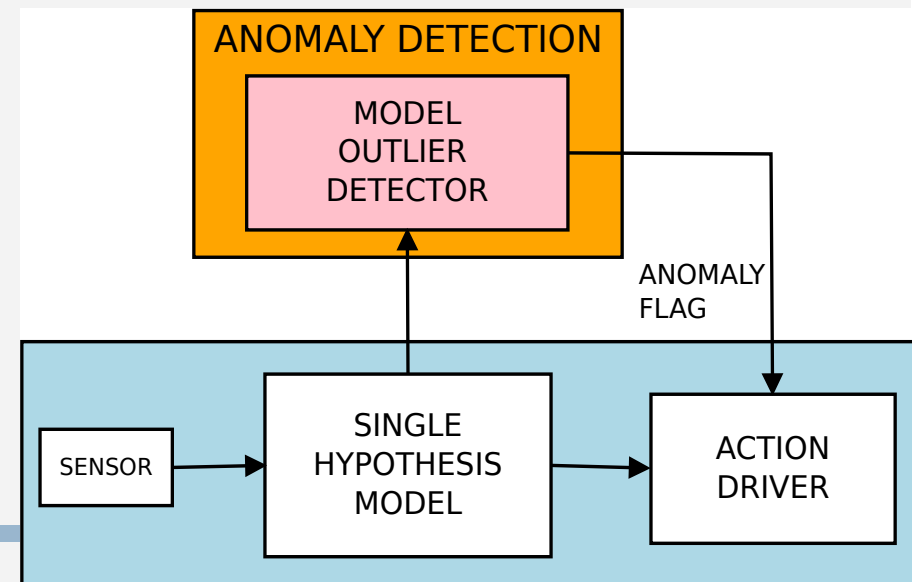 ANOMALY DETECTION
MODEL
OUTLIER
DETECTOR
ANOMALY
FLAG
SENSOR
SINGLE
HYPOTHESIS
MODEL
ACTION
DRIVER